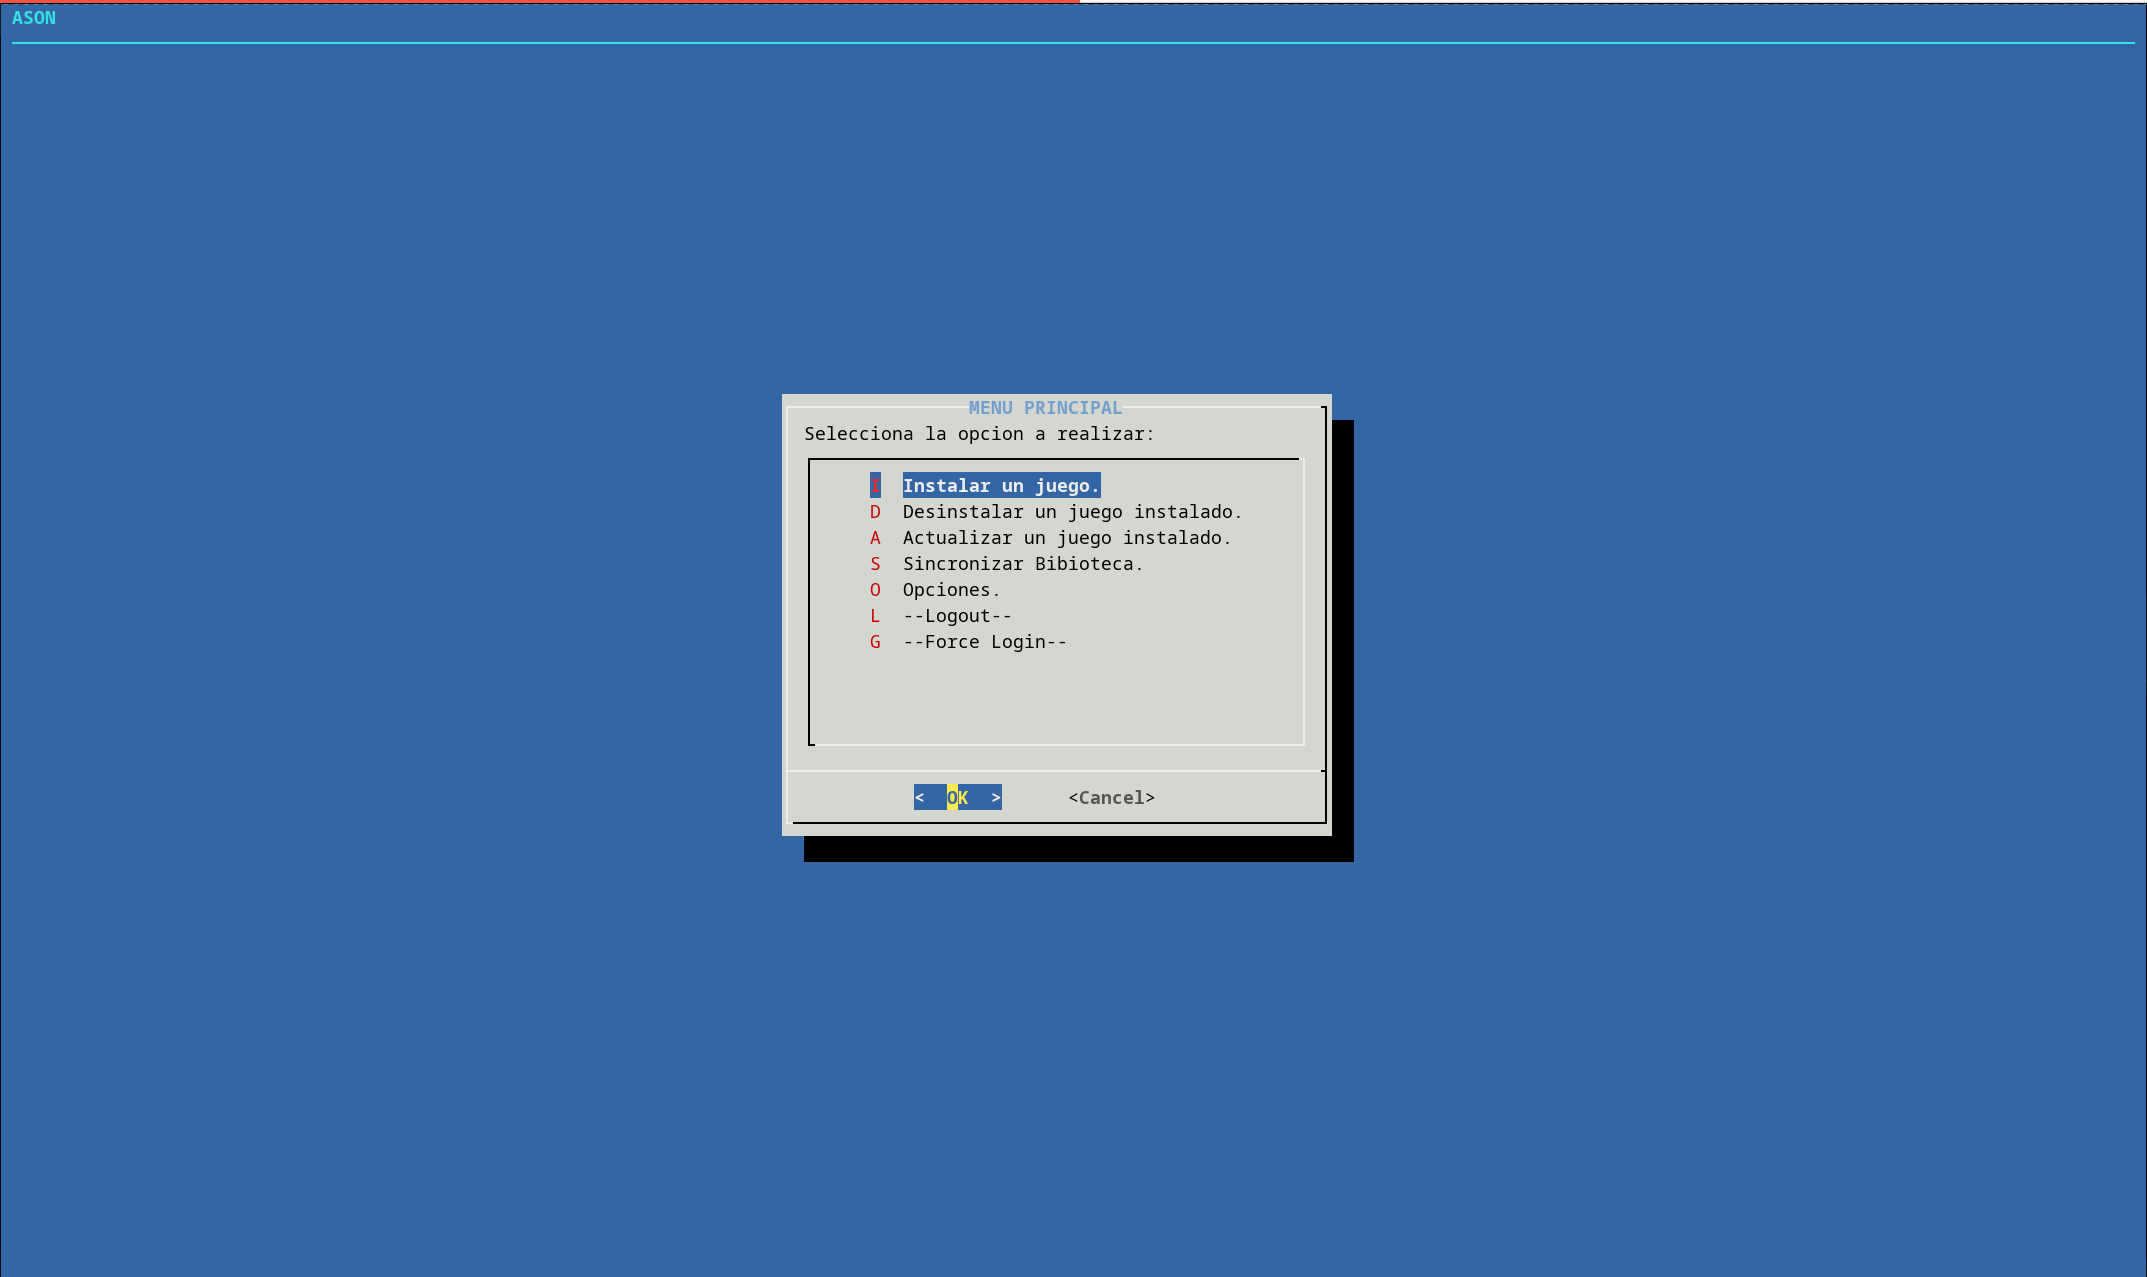 ASON
MENU PRINCIPAL
Selecciona la opcion a realizar:
I Instalar un juego.
D Desinstalar un juego instalado.
A Actualizar un juego instalado.
S Sincronizar Bibioteca.
O Opciones.
L --Logout--
G --Force Login--
< OK > <Cancel>